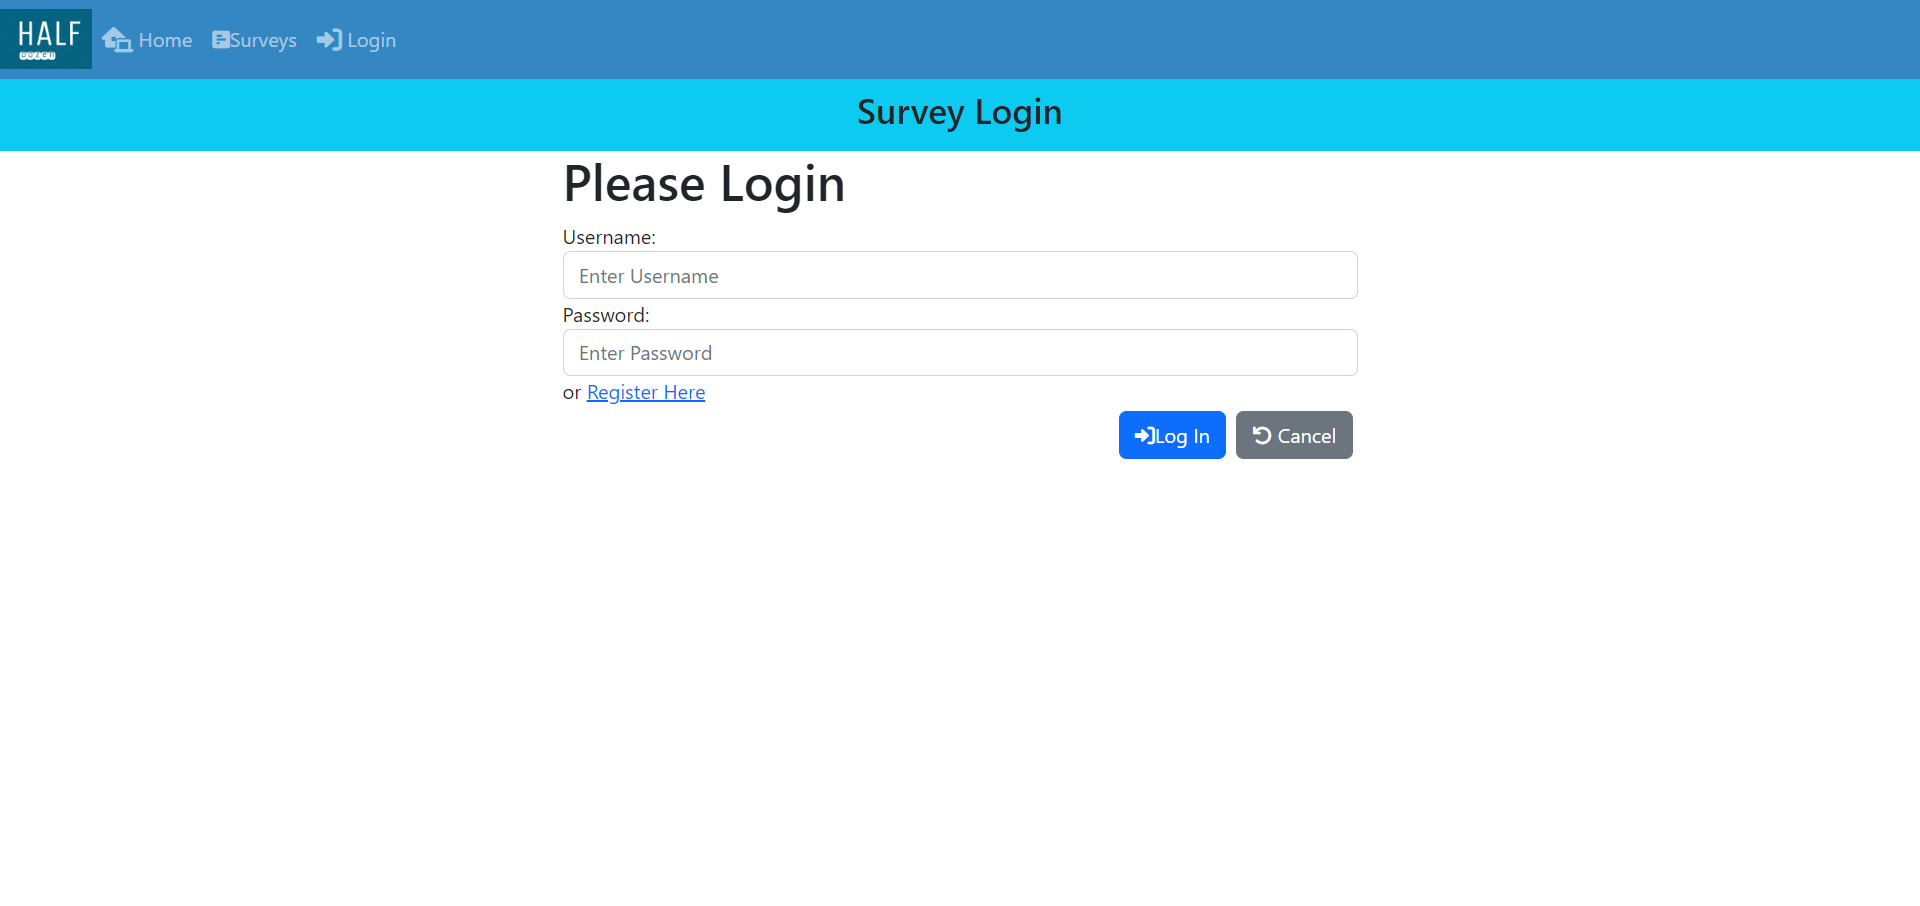 HALF
DOZEN
Home
Surveys
Login
Survey Login
Please Login
Username:
Enter Username
Password:
Enter Password
or Register Here
Log In
Cancel